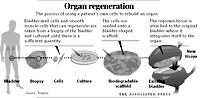 Organ regeneration
The process of using a patient's own cells to rebuild an organ.
Bladder-wall cells and smooth
muscle cells that can regenerate are
taken from a biopsy of the bladder
and cultured until there is a
sufficient quantity.
The cells are
seeded onto a
bladder-shaped
scaffold.
The neo-organ tissue is
attached to the original
bladder where it
integrates itself to the
organ.
New
Organ
Bladder
Biopsy
Cells
Culture
Biodegradable
scaffold
Existing
bladder
THE ASSOCIATED PRESS